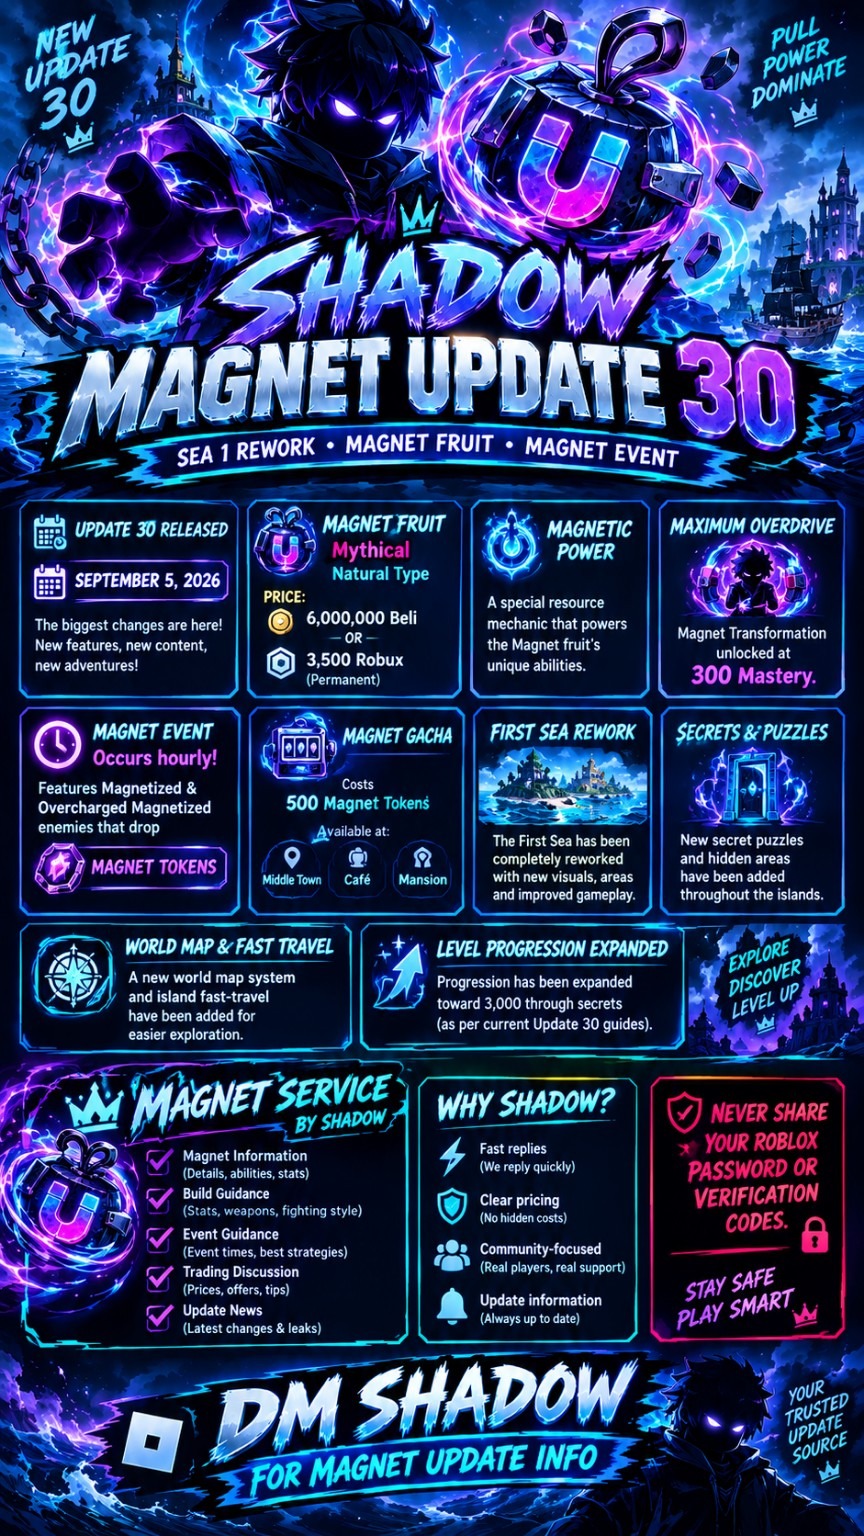 NEW
UPDATE
30
PULL
POWER
DOMINATE
SHADOW
MAGNET UPDATE 30
SEA 1 REWORK • MAGNET FRUIT • MAGNET EVENT
UPDATE 30 RELEASED
SEPTEMBER 5, 2026
The biggest changes are here!
New features, new content,
new adventures!
MAGNET FRUIT
Mythical
Natural Type
PRICE:
6,000,000 Beli
— OR —
3,500 Robux
(Permanent)
MAGNETIC
POWER
A special resource
mechanic that powers
the Magnet fruit's
unique abilities.
MAXIMUM OVERDRIVE
Magnet Transformation
unlocked at
300 Mastery.
MAGNET EVENT
Occurs hourly!
Features Magnetized &
Overcharged Magnetized
enemies that drop
MAGNET TOKENS
MAGNET GACHA
Costs
500 Magnet Tokens
Available at:
Middle Town
Café
Mansion
FIRST SEA REWORK
The First Sea has been
completely reworked
with new visuals, areas
and improved gameplay.
SECRETS & PUZZLES
New secret puzzles
and hidden areas
have been added
throughout the islands.
WORLD MAP & FAST TRAVEL
A new world map system
and island fast-travel
have been added for
easier exploration.
LEVEL PROGRESSION EXPANDED
Progression has been expanded
toward 3,000 through secrets
(as per current Update 30 guides).
EXPLORE
DISCOVER
LEVEL UP
MAGNET SERVICE
BY SHADOW
Magnet Information
(Details, abilities, stats)
Build Guidance
(Stats, weapons, fighting style)
Event Guidance
(Event times, best strategies)
Trading Discussion
(Prices, offers, tips)
Update News
(Latest changes & leaks)
WHY SHADOW?
Fast replies
(We reply quickly)
Clear pricing
(No hidden costs)
Community-focused
(Real players, real support)
Update information
(Always up to date)
NEVER SHARE
YOUR ROBLOX
PASSWORD OR
VERIFICATION
CODES.
STAY SAFE
PLAY SMART
DM SHADOW
FOR MAGNET UPDATE INFO
YOUR
TRUSTED
UPDATE
SOURCE